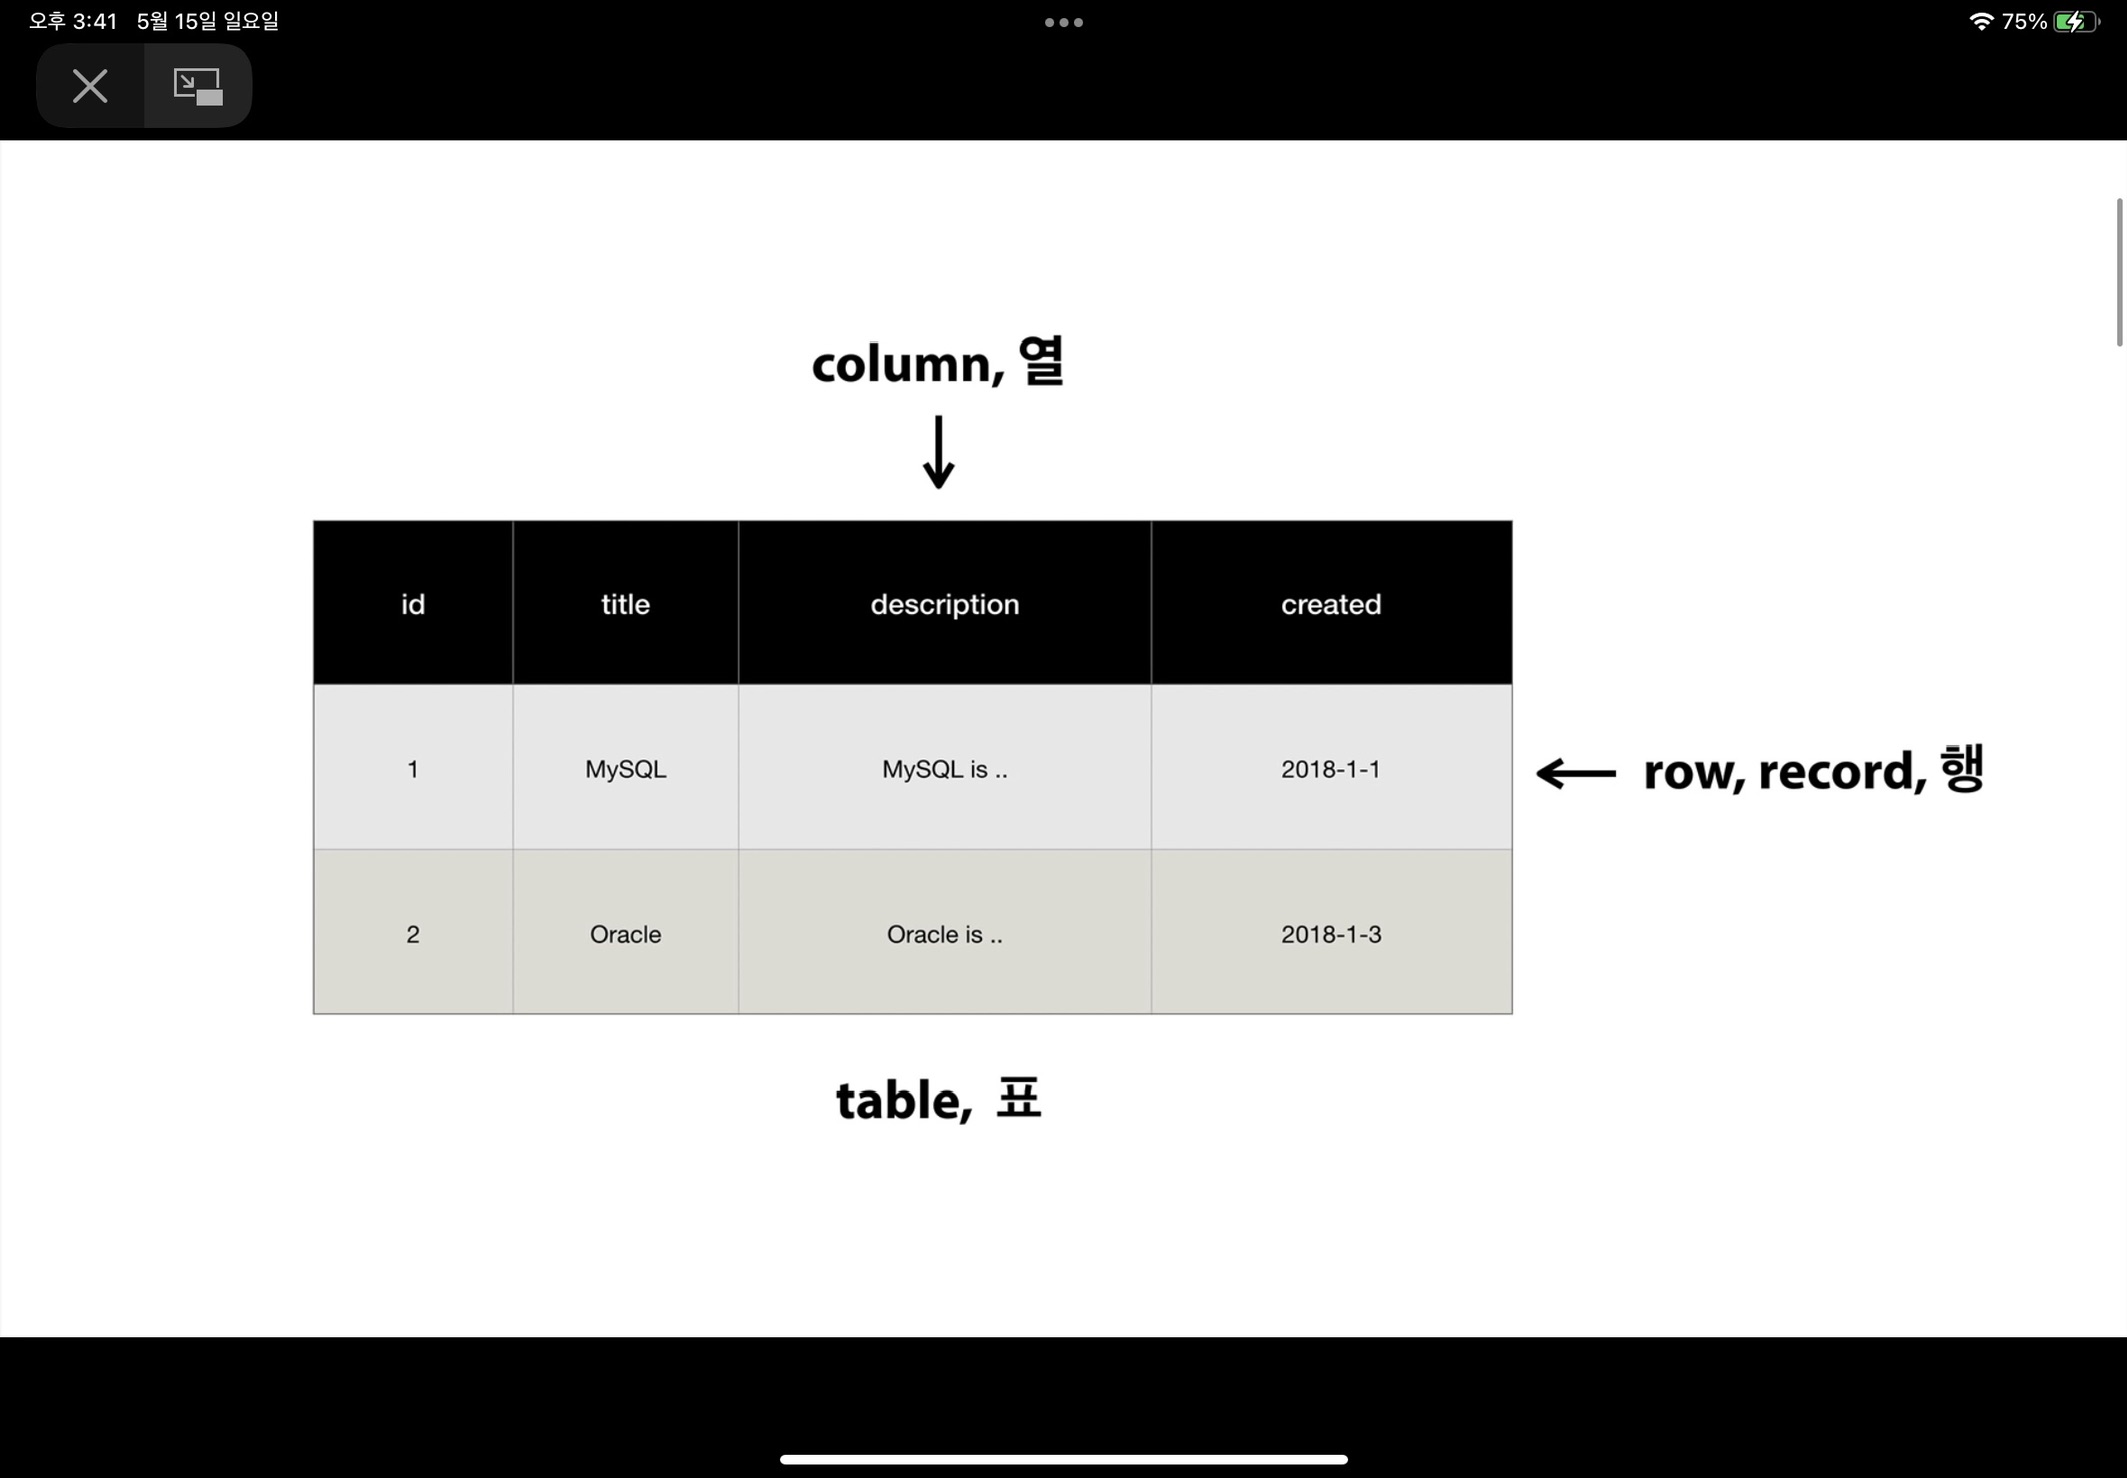 오후 3:41 5월 15일 일요일
75%
column, 열
id title description created
1 MySQL MySQL is .. 2018-1-1
row, record, 행
2 Oracle Oracle is .. 2018-1-3
table, 표